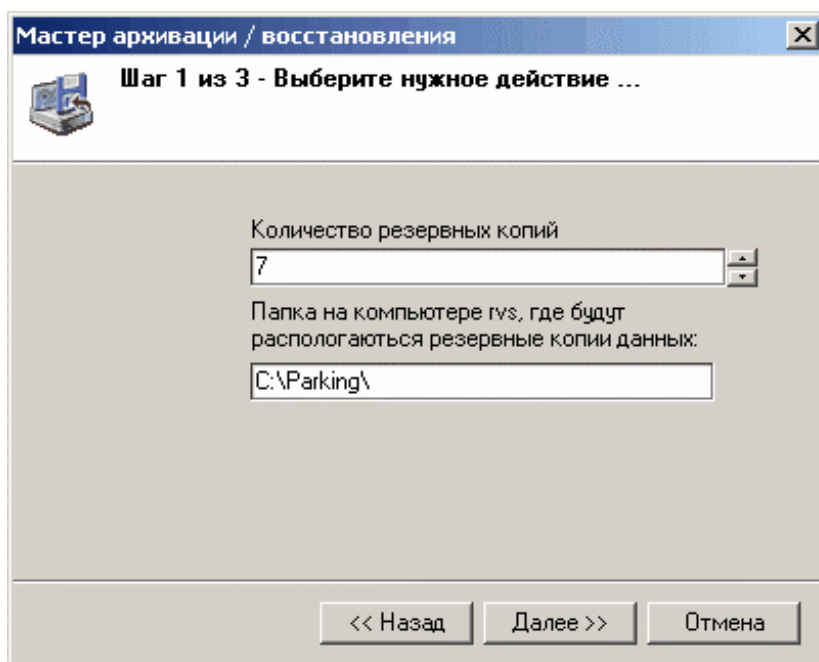 Мастер архивации / восстановления
Шаг 1 из 3 - Выберите нужное действие ...
Количество резервных копий
7
Папка на компьютере rvs, где будут
распологаються резервные копии данных:
C:\Parking\
<< Назад
Далее >>
Отмена